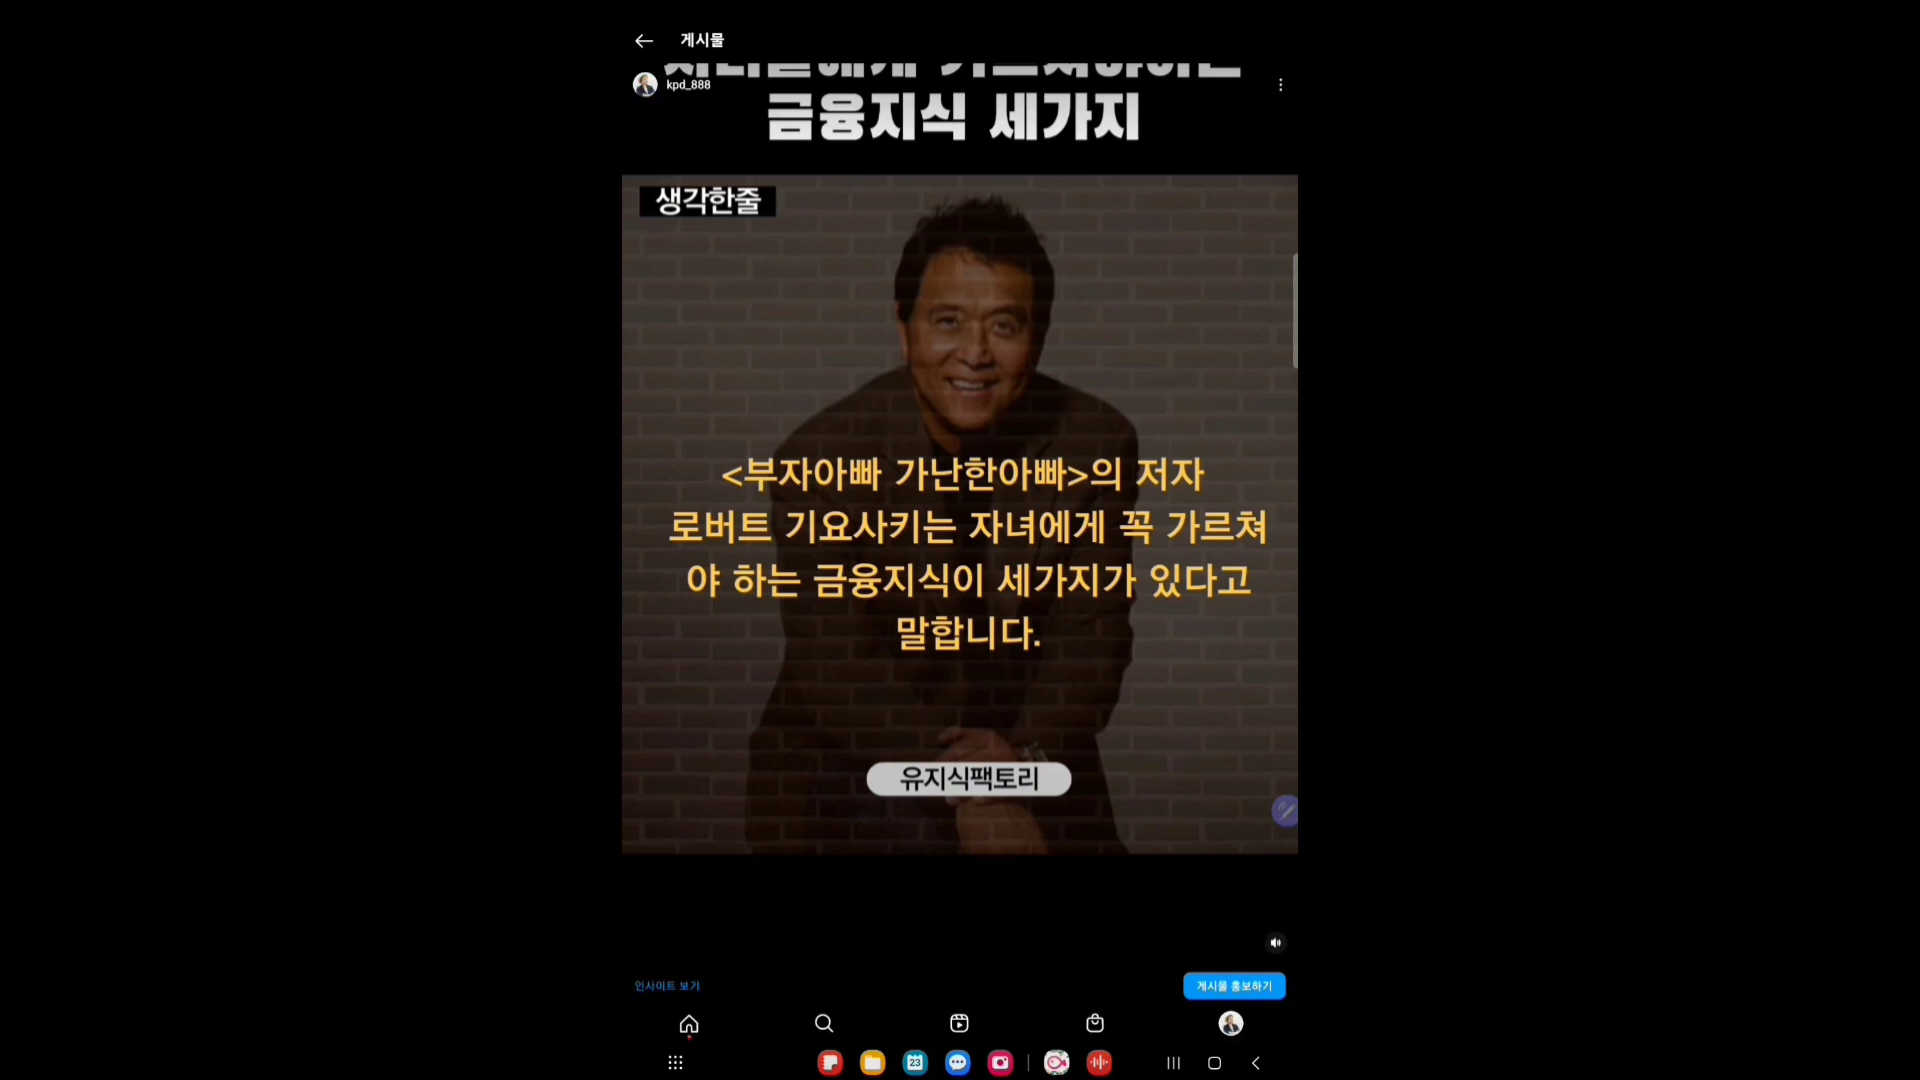 게시물
kpd_888
금융지식 세가지
생각한줄
<부자아빠 가난한아빠>의 저자
로버트 기요사키는 자녀에게 꼭 가르쳐
야 하는 금융지식이 세가지가 있다고
말합니다.
유지식팩토리
인사이트 보기
게시물 홍보하기
23